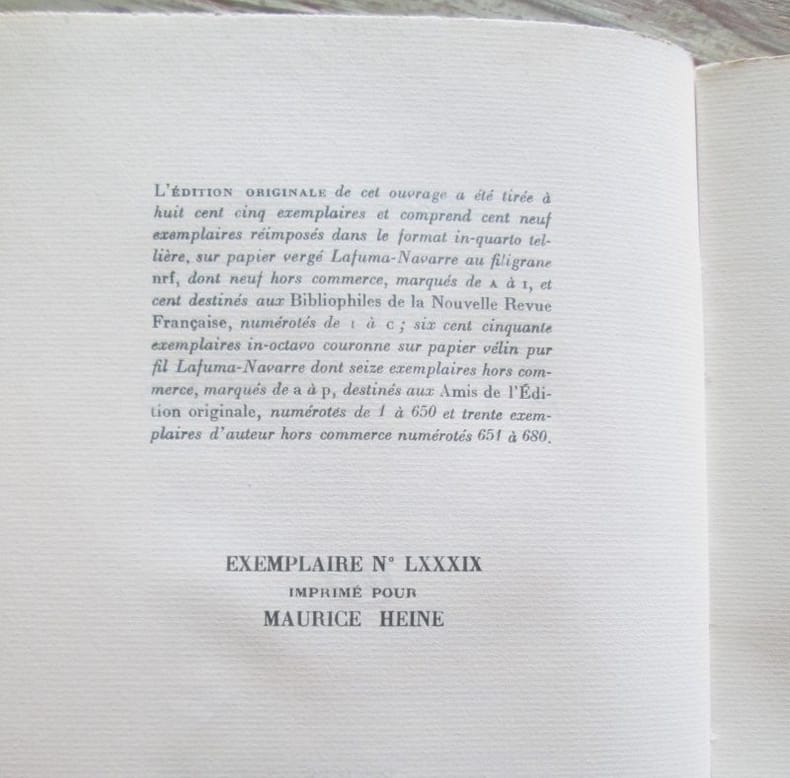 L'ÉDITION ORIGINALE de cet ouvrage a été tirée à
huit cent cinq exemplaires et comprend cent neuf
exemplaires réimposés dans le format in-quarto tel-
lière, sur papier vergé Lafuma-Navarre au filigrane
nrf, dont neuf hors commerce, marqués de A à I, et
cent destinés aux Bibliophiles de la Nouvelle Revue
Française, numérotés de I à C ; six cent cinquante
exemplaires in-octavo couronne sur papier vélin pur
fil Lafuma-Navarre dont seize exemplaires hors com-
merce, marqués de a à p, destinés aux Amis de l'Édi-
tion originale, numérotés de 1 à 650 et trente exem-
plaires d'auteur hors commerce numérotés 651 à 680.
EXEMPLAIRE N° LXXXIX
IMPRIMÉ POUR
MAURICE HEINE